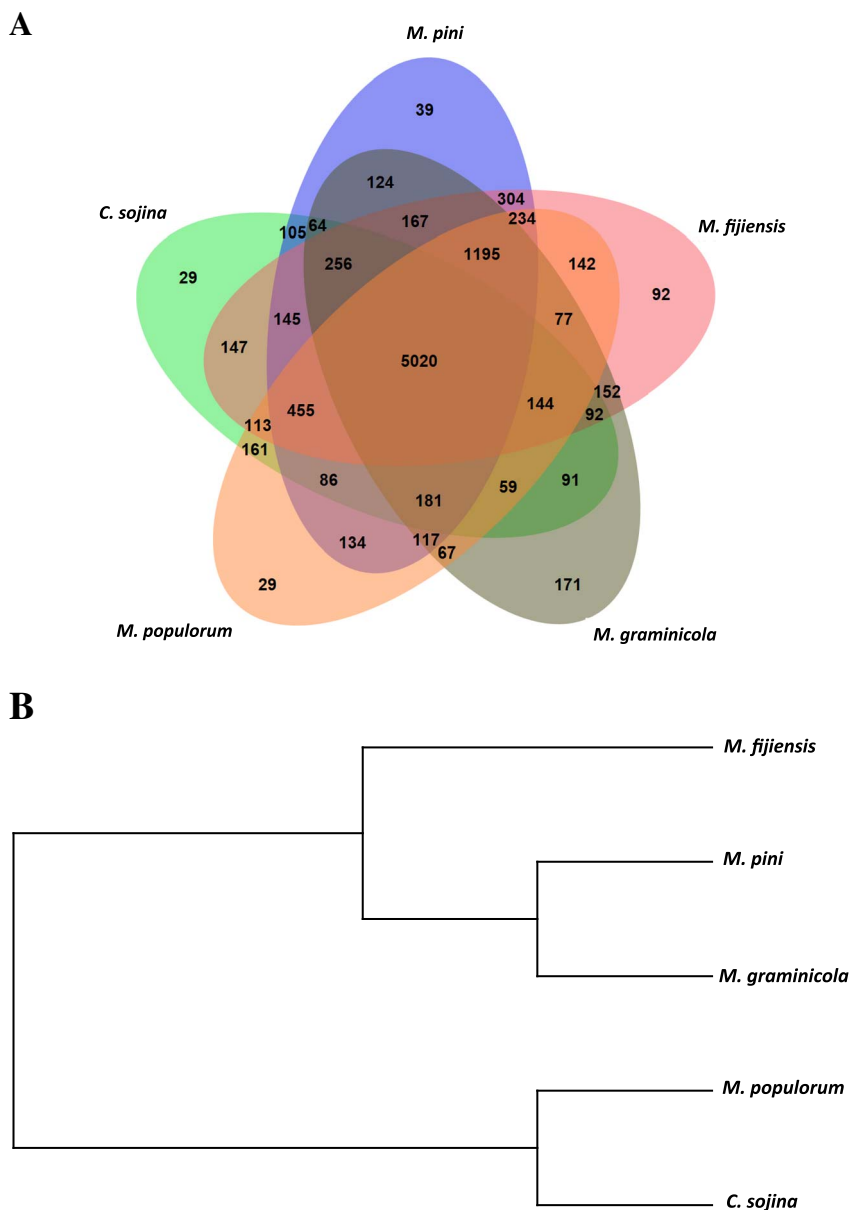 A
M. pini
39
124
304
C. sojina
64
167
234
M. fijiensis
105
1195
256
142
29
92
145
77
147
5020
152
455
144
92
113
161
86
59
91
181
134
117
67
29
171
M. populorum
M. graminicola
B
M. fijiensis
M. pini
M. graminicola
M. populorum
C. sojina